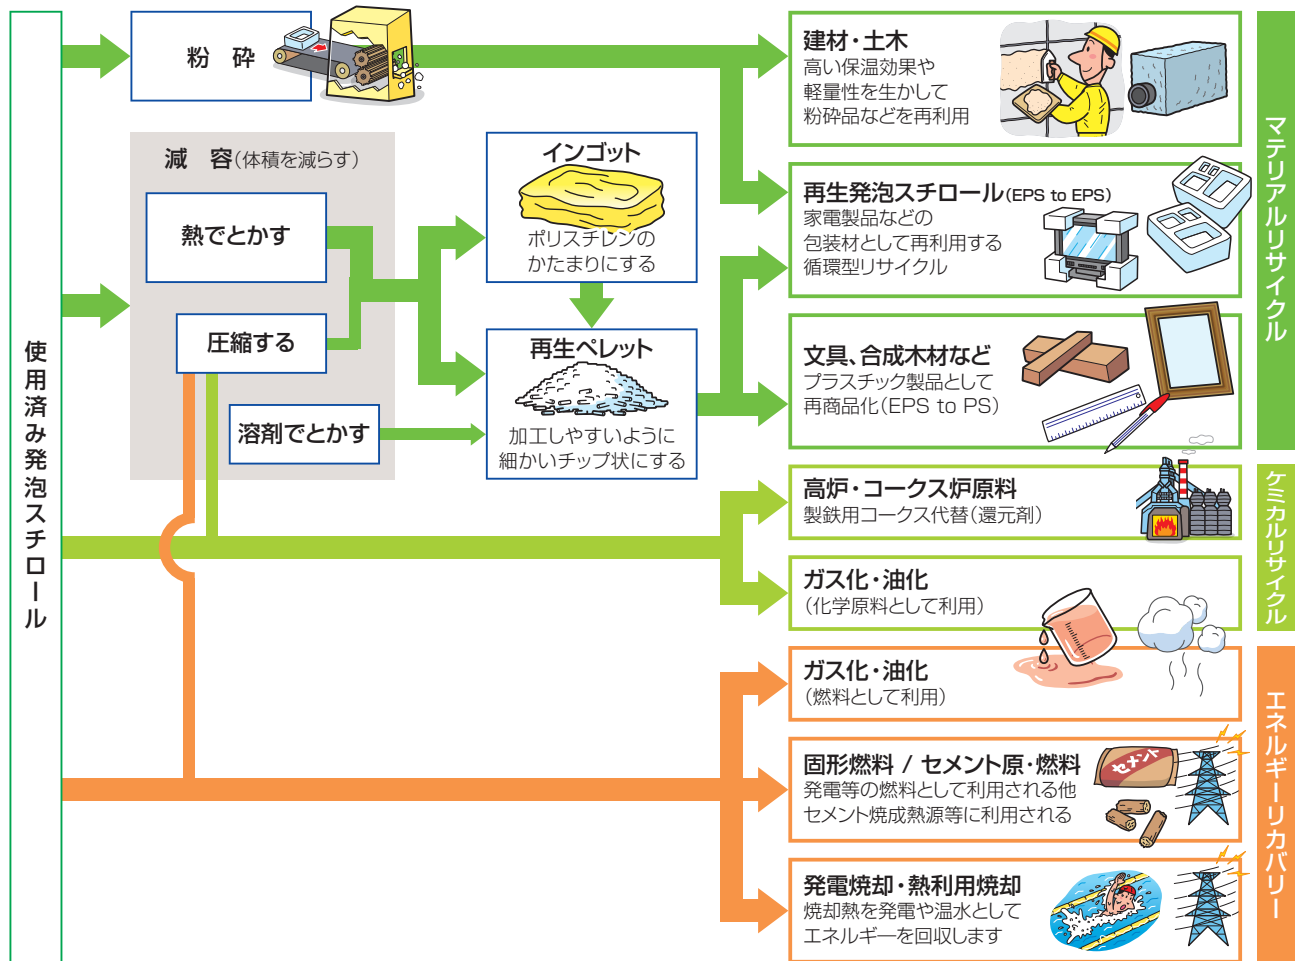 使用済み発泡スチロール
粉 砕
減 容(体積を減らす)
熱でとかす
圧縮する
溶剤でとかす
インゴット
ポリスチレンの
かたまりにする
再生ペレット
加工しやすいように
細かいチップ状にする
建材・土木
高い保温効果や
軽量性を生かして
粉砕品などを再利用
再生発泡スチロール(EPS to EPS)
家電製品などの
包装材として再利用する
循環型リサイクル
文具、合成木材など
プラスチック製品として
再商品化(EPS to PS)
マテリアルリサイクル
高炉・コークス炉原料
製鉄用コークス代替(還元剤)
ガス化・油化
(化学原料として利用)
ケミカルリサイクル
ガス化・油化
(燃料として利用)
固形燃料 / セメント原・燃料
発電等の燃料として利用される他
セメント焼成熱源等に利用される
セメント
発電焼却・熱利用焼却
焼却熱を発電や温水として
エネルギーを回収します
エネルギーリカバリー